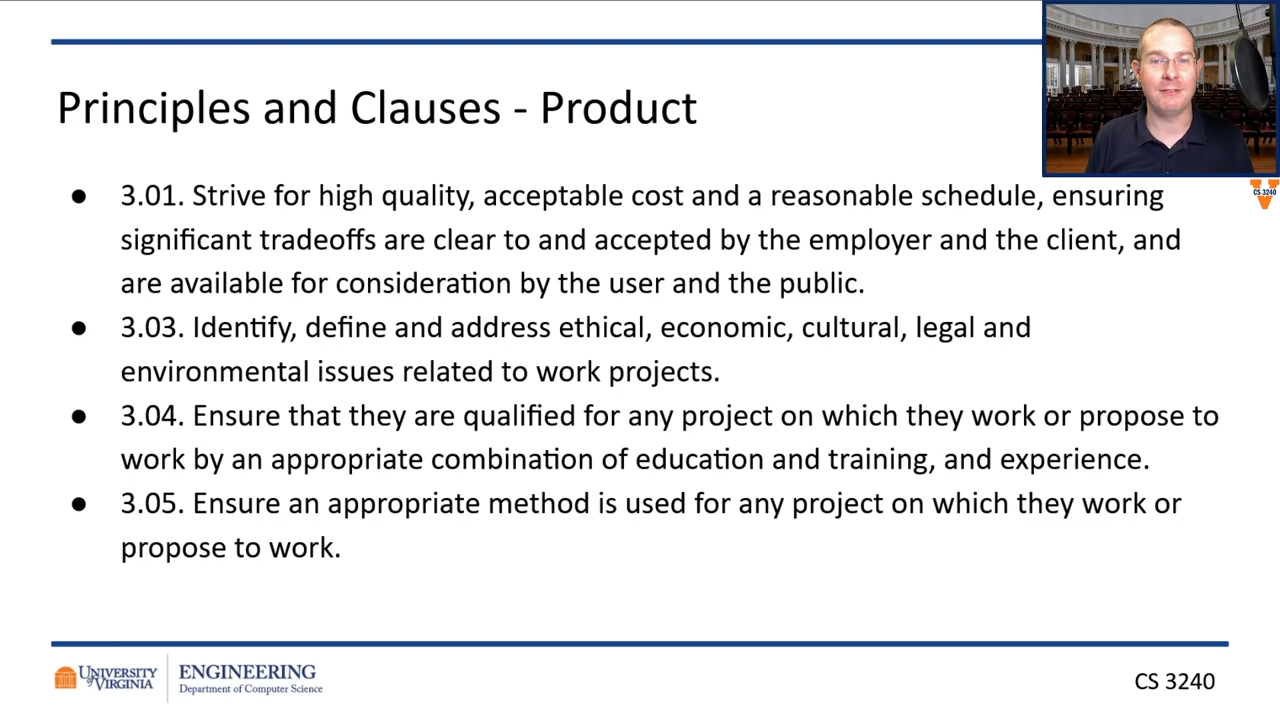 Principles and Clauses - Product
CS 3240
● 3.01. Strive for high quality, acceptable cost and a reasonable schedule, ensuring
significant tradeoffs are clear to and accepted by the employer and the client, and
are available for consideration by the user and the public.
● 3.03. Identify, define and address ethical, economic, cultural, legal and
environmental issues related to work projects.
● 3.04. Ensure that they are qualified for any project on which they work or propose to
work by an appropriate combination of education and training, and experience.
● 3.05. Ensure an appropriate method is used for any project on which they work or
propose to work.
UNIVERSITY
of VIRGINIA
ENGINEERING
Department of Computer Science
CS 3240